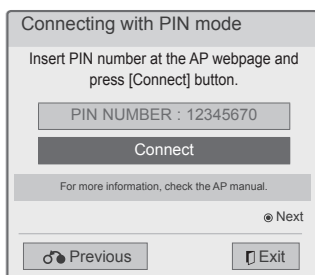 Connecting with PIN mode
Insert PIN number at the AP webpage and
press [Connect] button.
PIN NUMBER : 12345670
Connect
For more information, check the AP manual.
Next
Previous
Exit